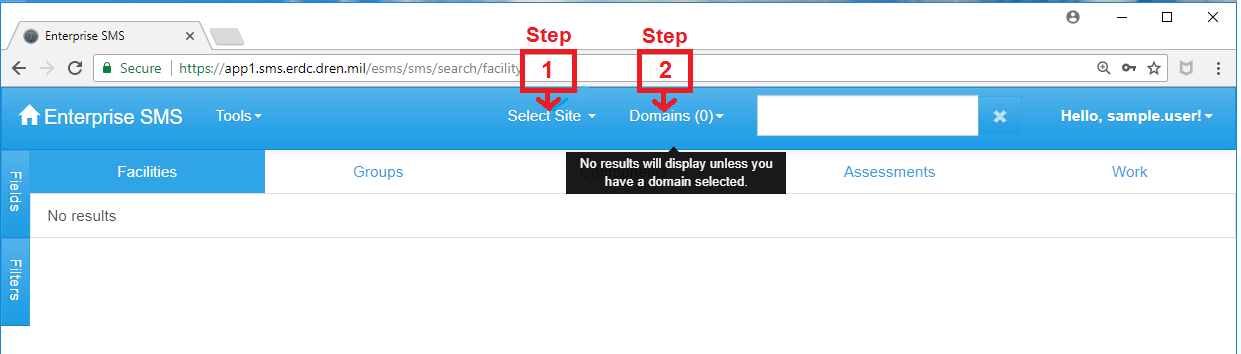 Enterprise SMS
Step
Step
Secure
https://app1.sms.erdc.dren.mil/esms/sms/search/facility
1
2
Enterprise SMS
Tools
Select Site
Domains (0)
Hello, sample.user!
No results will display unless you
have a domain selected.
Fields
Facilities
Groups
Components
Assessments
Work
No results
Filters